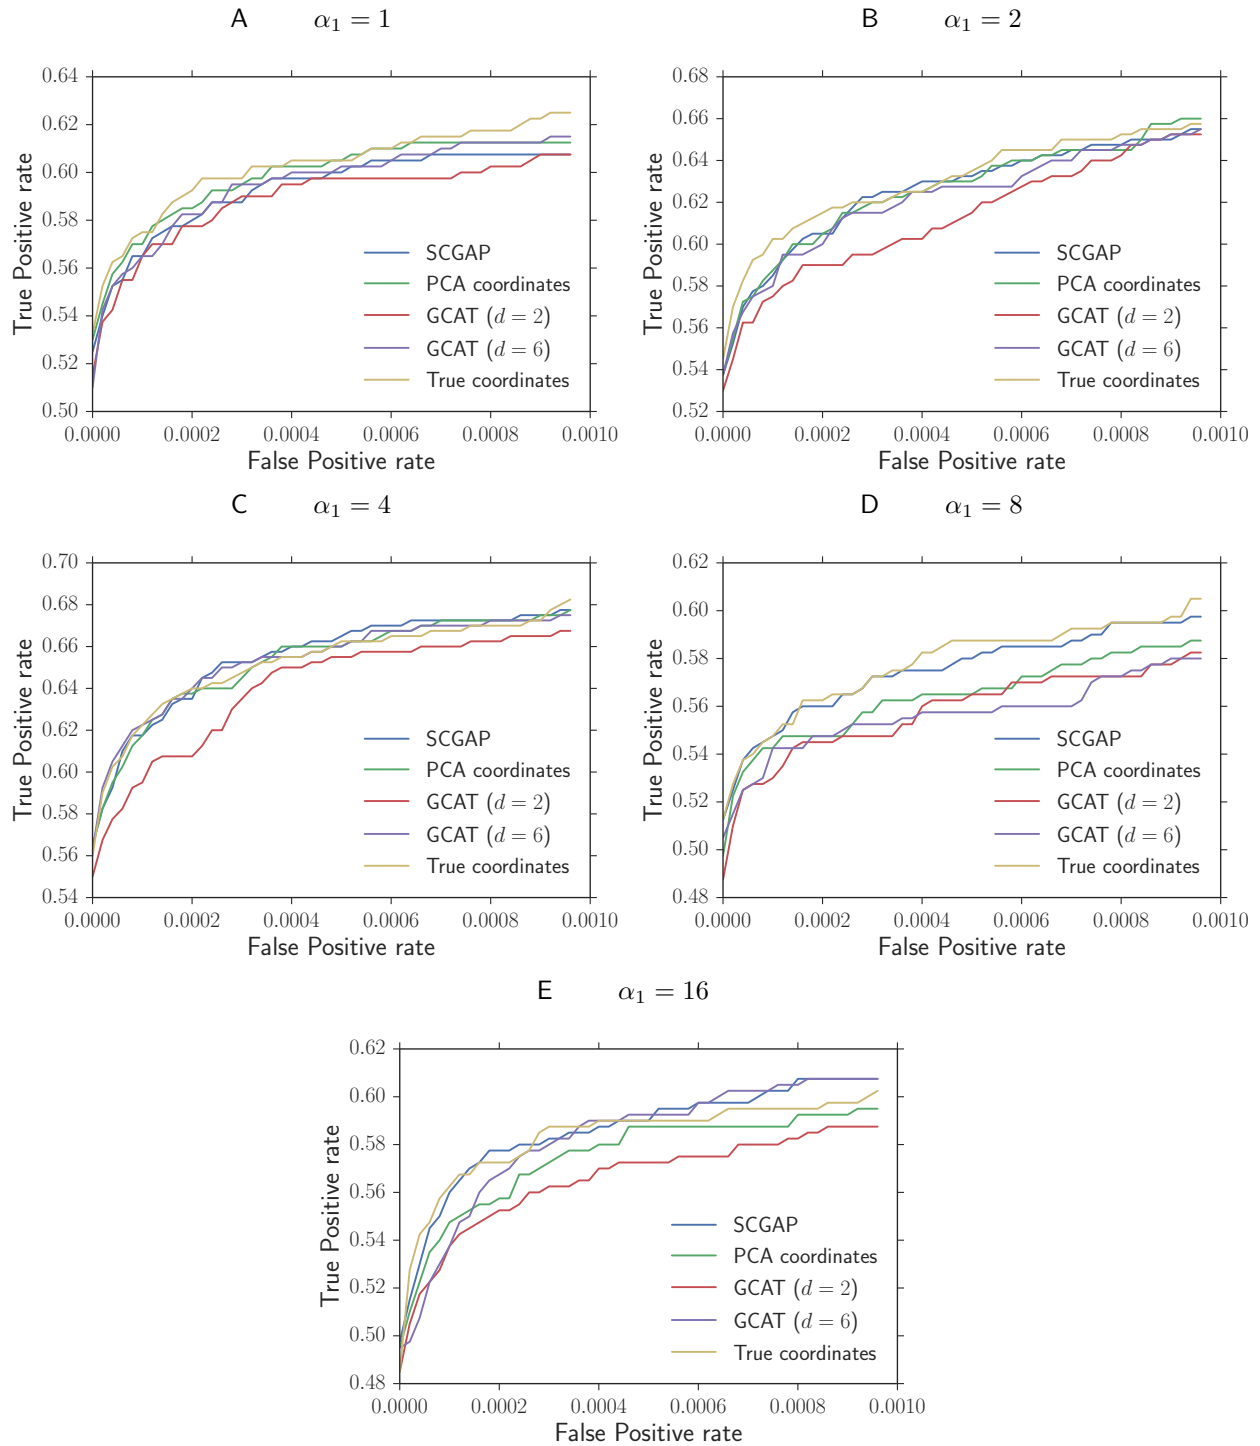 A α₁ = 1
0.64
0.62
0.60
0.58
0.56
0.54
0.52
0.50
True Positive rate
SCGAP
PCA coordinates
GCAT (d = 2)
GCAT (d = 6)
True coordinates
0.0000 0.0002 0.0004 0.0006 0.0008 0.0010
False Positive rate
B α₁ = 2
0.68
0.66
0.64
0.62
0.60
0.58
0.56
0.54
0.52
True Positive rate
SCGAP
PCA coordinates
GCAT (d = 2)
GCAT (d = 6)
True coordinates
0.0000 0.0002 0.0004 0.0006 0.0008 0.0010
False Positive rate
C α₁ = 4
0.70
0.68
0.66
0.64
0.62
0.60
0.58
0.56
0.54
True Positive rate
SCGAP
PCA coordinates
GCAT (d = 2)
GCAT (d = 6)
True coordinates
0.0000 0.0002 0.0004 0.0006 0.0008 0.0010
False Positive rate
D α₁ = 8
0.62
0.60
0.58
0.56
0.54
0.52
0.50
0.48
True Positive rate
SCGAP
PCA coordinates
GCAT (d = 2)
GCAT (d = 6)
True coordinates
0.0000 0.0002 0.0004 0.0006 0.0008 0.0010
False Positive rate
E α₁ = 16
0.62
0.60
0.58
0.56
0.54
0.52
0.50
0.48
True Positive rate
SCGAP
PCA coordinates
GCAT (d = 2)
GCAT (d = 6)
True coordinates
0.0000 0.0002 0.0004 0.0006 0.0008 0.0010
False Positive rate